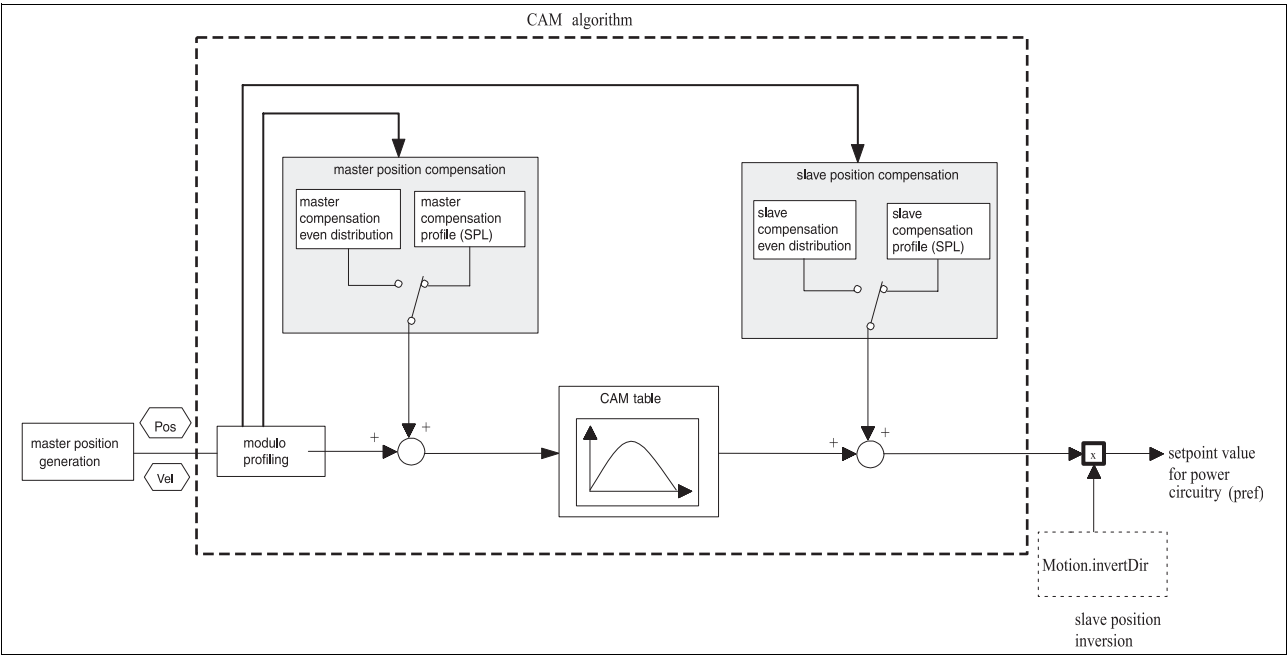 CAM algorithm
master position compensation
master
compensation
even distribution
master
compensation
profile (SPL)
slave position compensation
slave
compensation
even distribution
slave
compensation
profile (SPL)
master position
generation
Pos
Vel
modulo
profiling
+
+
CAM table
+
+
x
setpoint value
for power
circuitry (pref)
Motion.invertDir
slave position
inversion